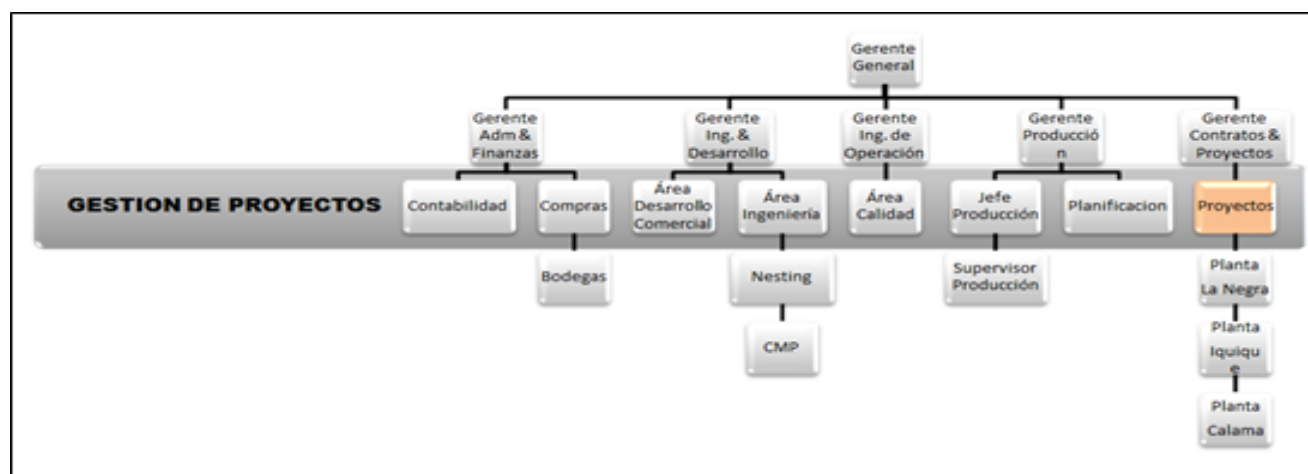 Gerente
General
Gerente
Adm &
Finanzas
Gerente
Ing. &
Desarrollo
Gerente
Ing. de
Operación
Gerente
Producció
n
Gerente
Contratos &
Proyectos
GESTION DE PROYECTOS
Contabilidad
Compras
Área
Desarrollo
Comercial
Área
Ingeniería
Área
Calidad
Jefe
Producción
Planificacion
Proyectos
Bodegas
Nesting
Supervisor
Producción
Planta
La Negra
CMP
Planta
Iquiqu
e
Planta
Calama